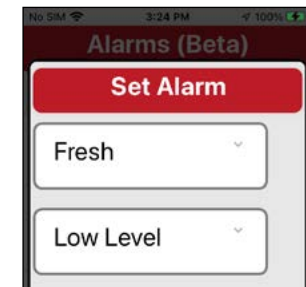 No SIM 3:24 PM 100%
Alarms (Beta)
Set Alarm
Fresh
Low Level